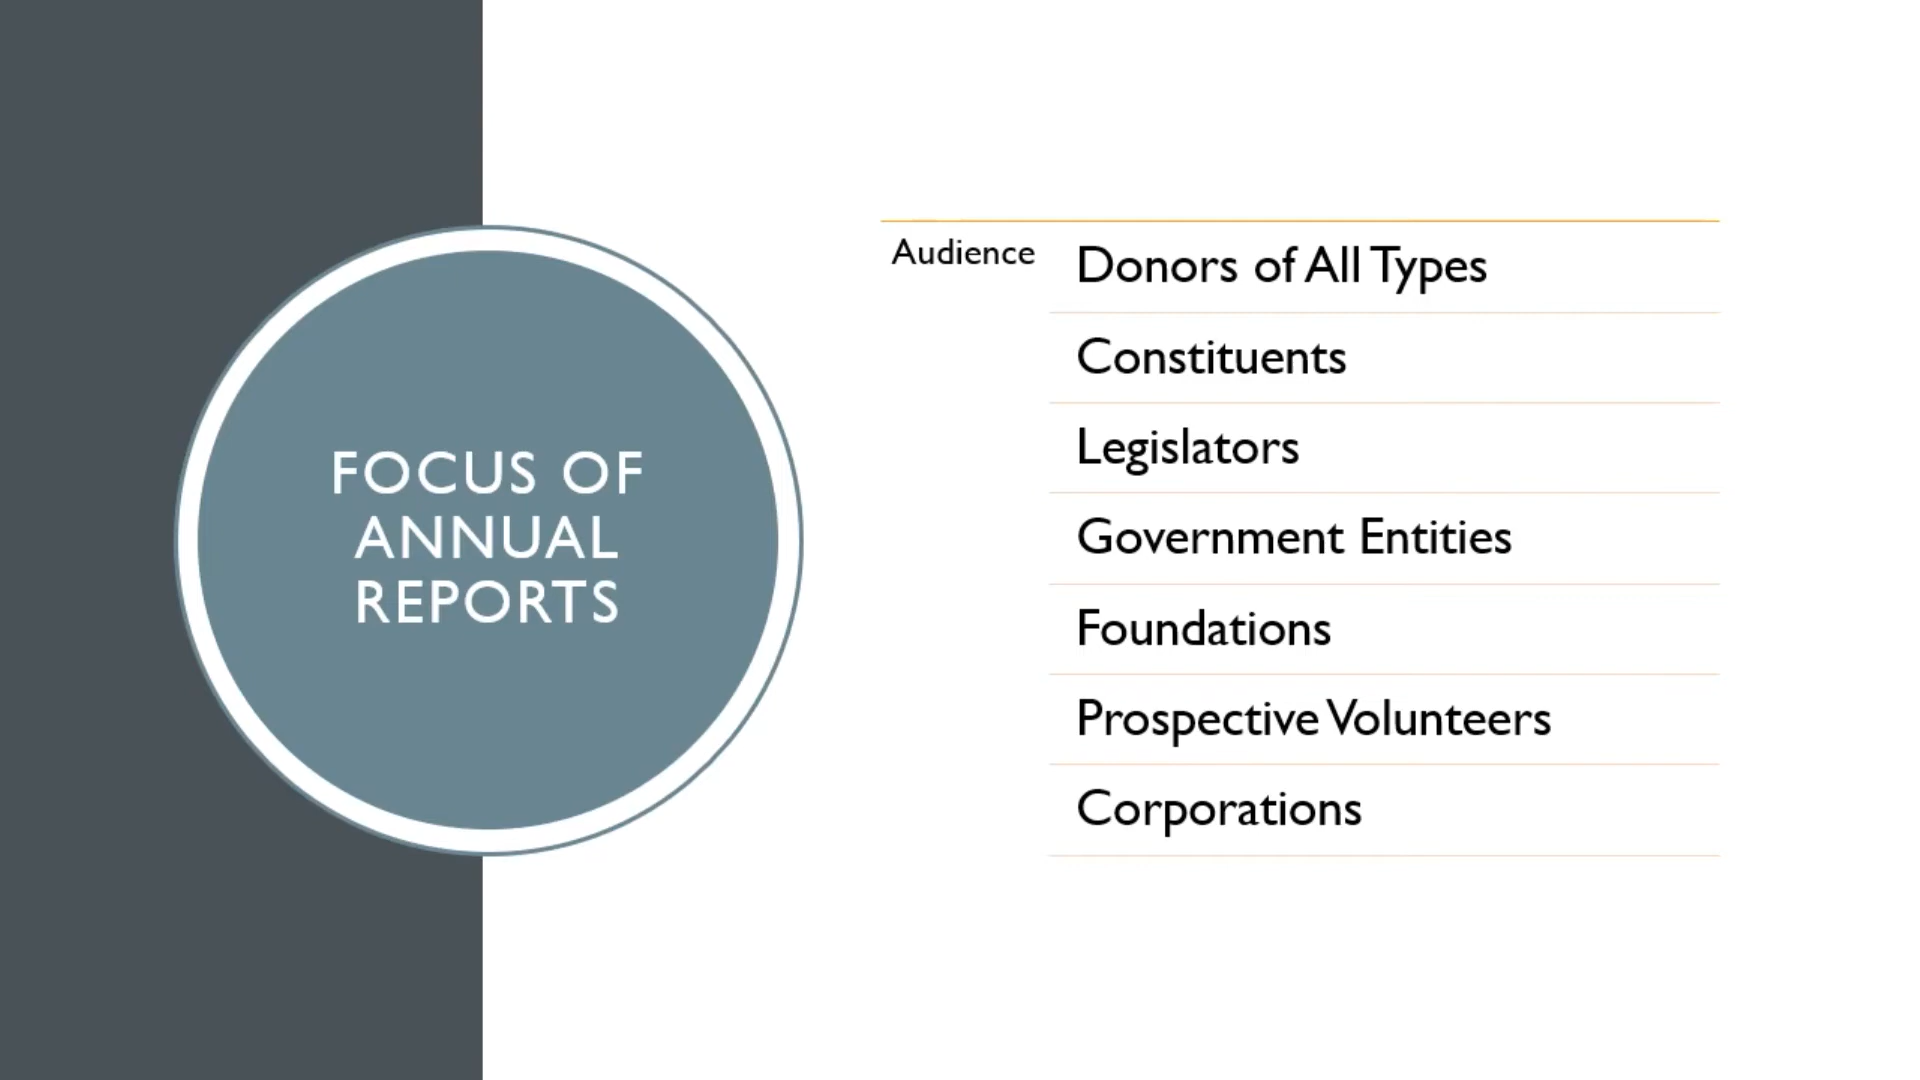 FOCUS OF
ANNUAL
REPORTS
Audience
Donors of All Types
Constituents
Legislators
Government Entities
Foundations
Prospective Volunteers
Corporations